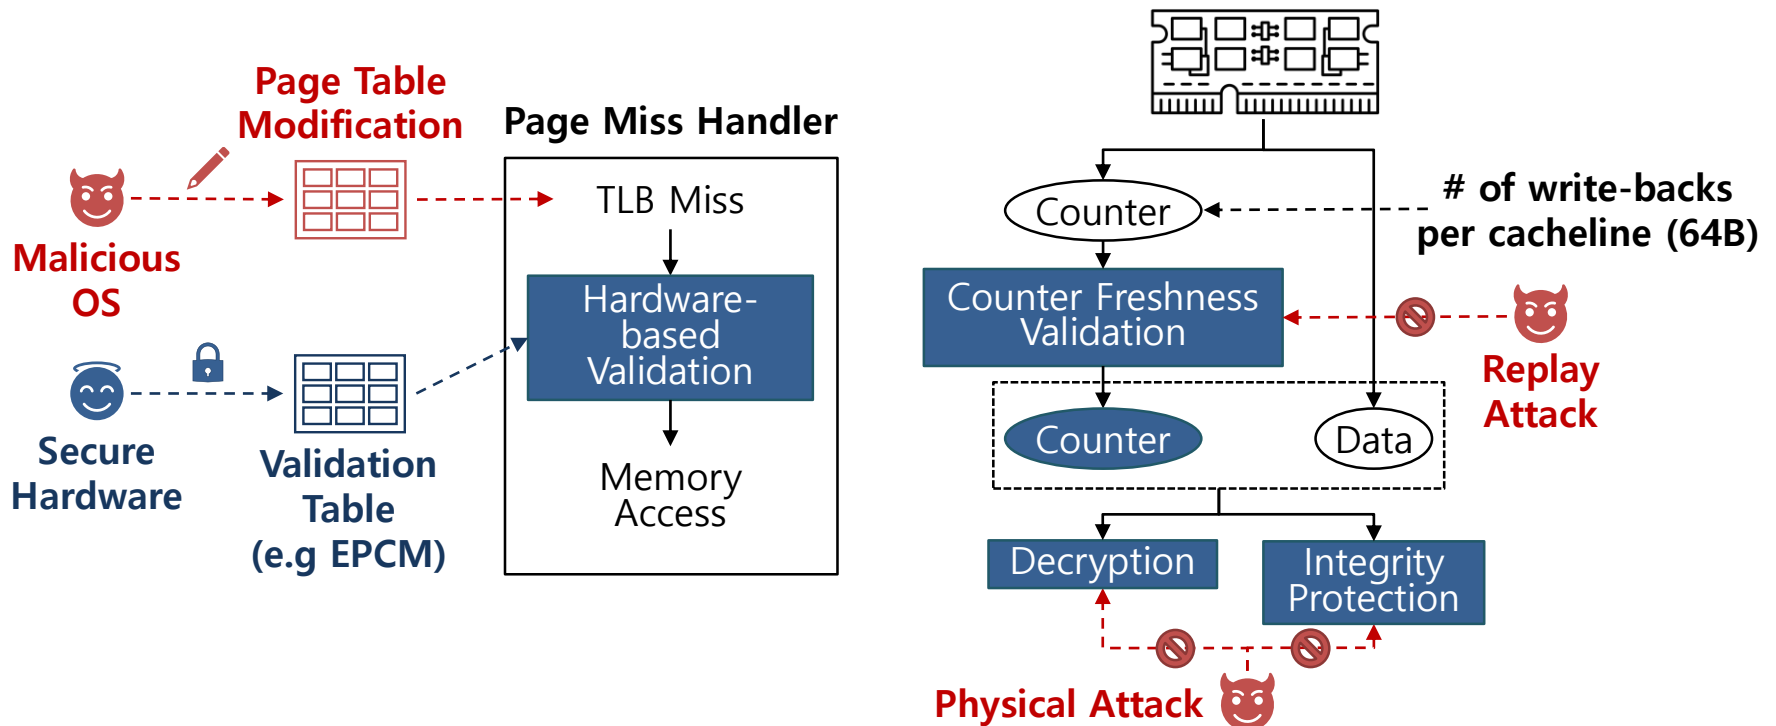 Page Table
Modification
Malicious
OS
Secure
Hardware
Validation
Table
(e.g EPCM)
Page Miss Handler
TLB Miss
Hardware-
based
Validation
Memory
Access
Counter
# of write-backs
per cacheline (64B)
Counter Freshness
Validation
Replay
Attack
Counter
Data
Decryption
Integrity
Protection
Physical Attack